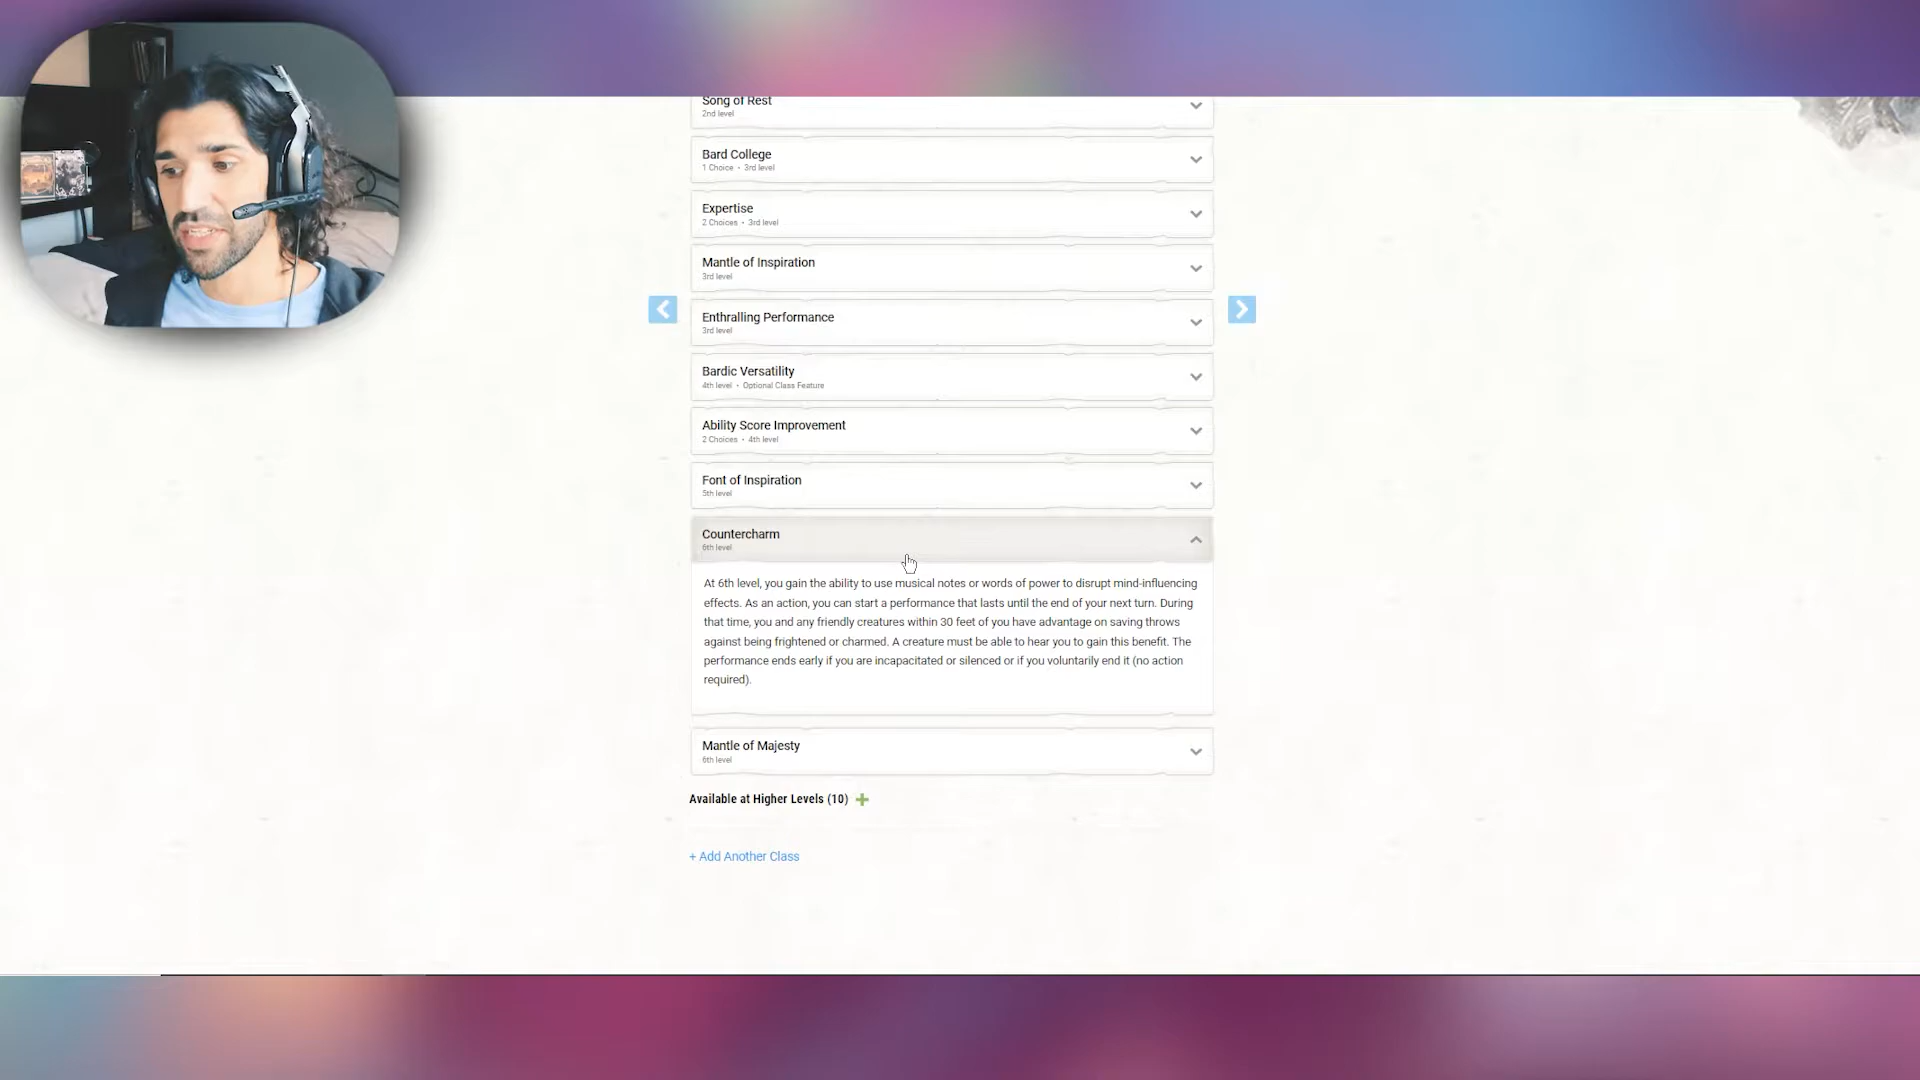 Song of Rest
2nd level
Bard College
1 Choice • 3rd level
Expertise
2 Choices • 3rd level
Mantle of Inspiration
3rd level
Enthralling Performance
3rd level
Bardic Versatility
4th level • Optional Class Feature
Ability Score Improvement
2 Choices • 4th level
Font of Inspiration
5th level
Countercharm
6th level
At 6th level, you gain the ability to use musical notes or words of power to disrupt mind-influencing
effects. As an action, you can start a performance that lasts until the end of your next turn. During
that time, you and any friendly creatures within 30 feet of you have advantage on saving throws
against being frightened or charmed. A creature must be able to hear you to gain this benefit. The
performance ends early if you are incapacitated or silenced or if you voluntarily end it (no action
required).
Mantle of Majesty
6th level
Available at Higher Levels (10)
+ Add Another Class